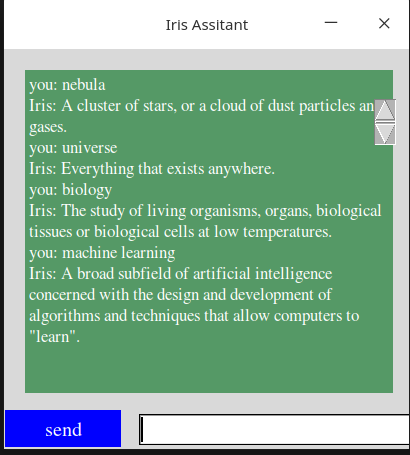 Iris Assitant
you: nebula
Iris: A cluster of stars, or a cloud of dust particles an
gases.
you: universe
Iris: Everything that exists anywhere.
you: biology
Iris: The study of living organisms, organs, biological
tissues or biological cells at low temperatures.
you: machine learning
Iris: A broad subfield of artificial intelligence
concerned with the design and development of
algorithms and techniques that allow computers to
"learn".
send